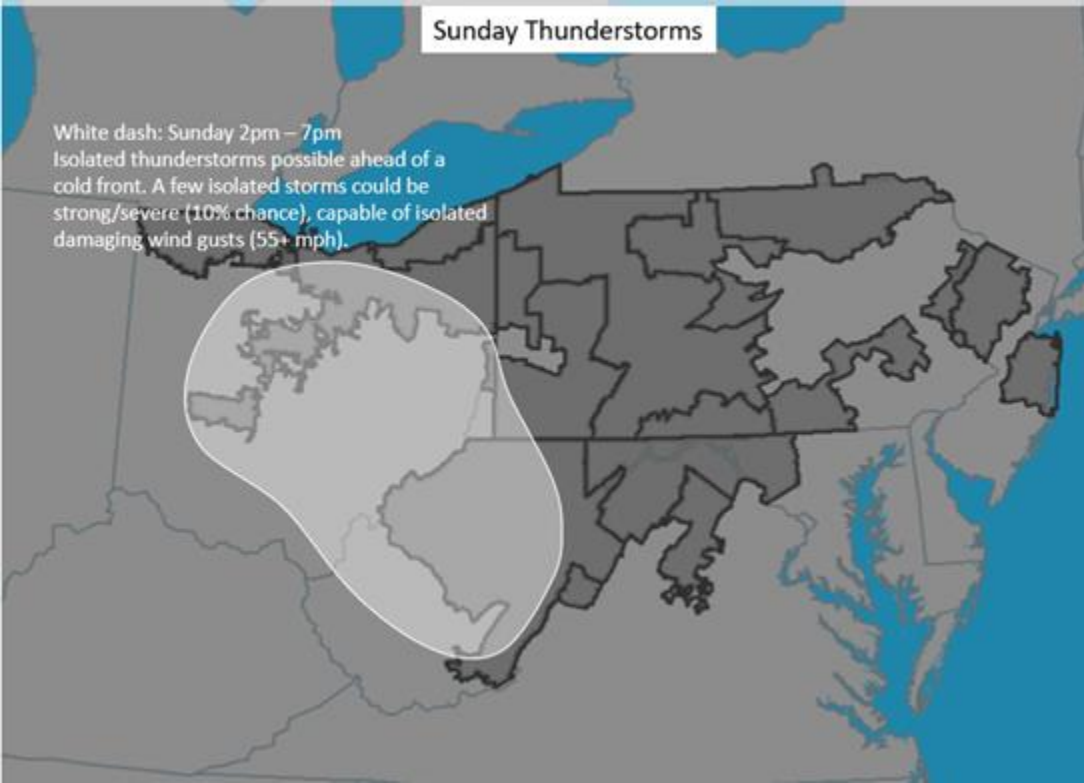 Sunday Thunderstorms
White dash: Sunday 2pm – 7pm
Isolated thunderstorms possible ahead of a
cold front. A few isolated storms could be
strong/severe (10% chance), capable of isolated
damaging wind gusts (55+ mph).